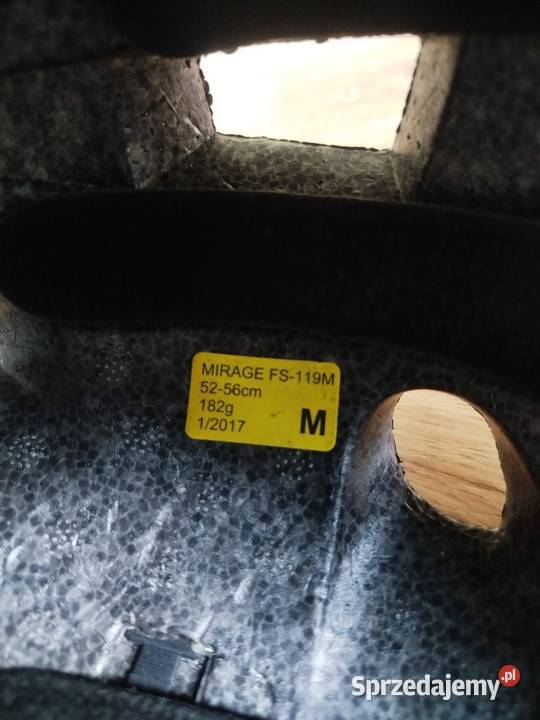 MIRAGE FS-119M
52-56cm
182g
1/2017
M
Sprzedajemy.pl